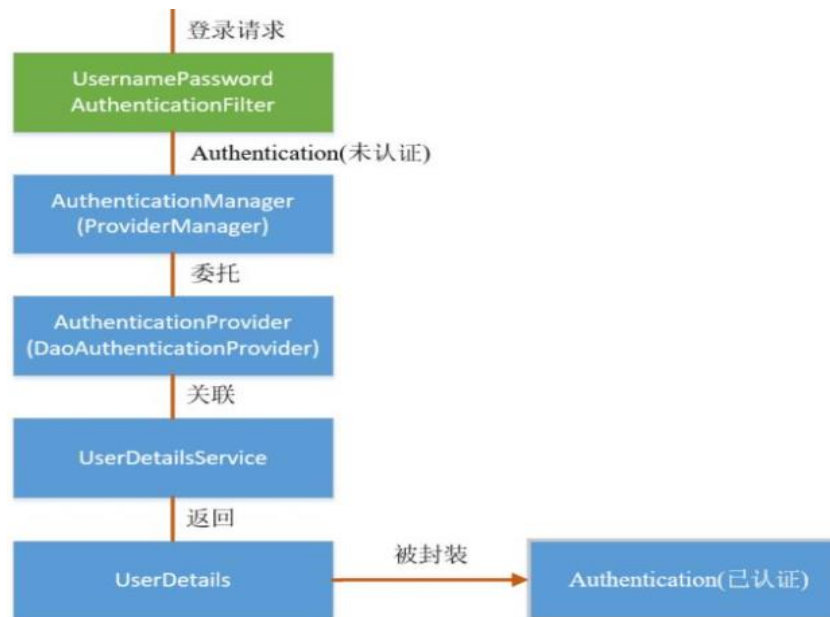 登录请求
UsernamePassword
AuthenticationFilter
Authentication(未认证)
AuthenticationManager
(ProviderManager)
委托
AuthenticationProvider
(DaoAuthenticationProvider)
关联
UserDetailsService
返回
UserDetails
被封装
Authentication(已认证)